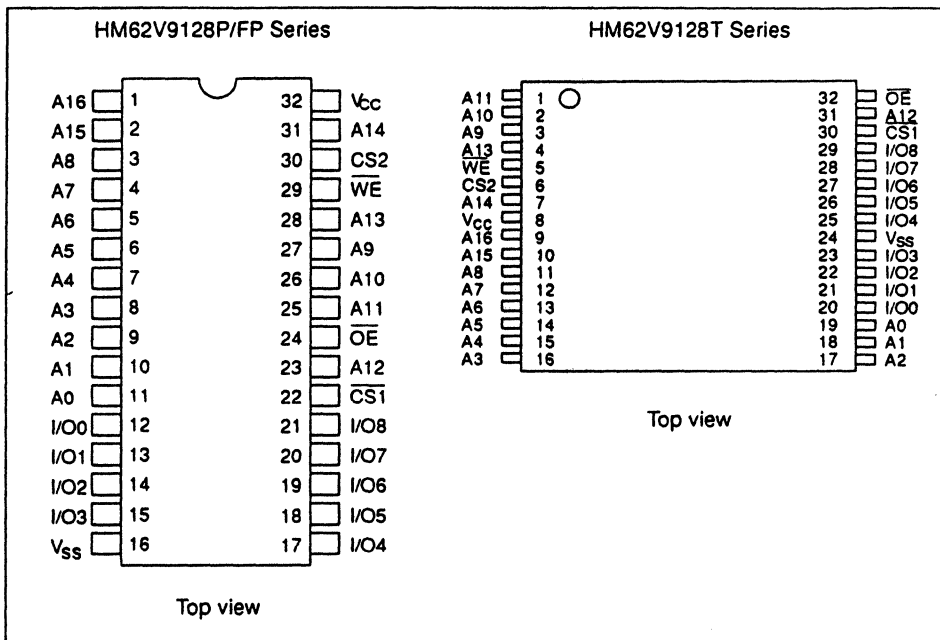 HM62V9128P/FP Series
A16 1 32 VCC
A15 2 31 A14
A8 3 30 CS2
A7 4 29 W̅E̅
A6 5 28 A13
A5 6 27 A9
A4 7 26 A10
A3 8 25 A11
A2 9 24 O̅E̅
A1 10 23 A12
A0 11 22 C̅S̅1̅
I/O0 12 21 I/O8
I/O1 13 20 I/O7
I/O2 14 19 I/O6
I/O3 15 18 I/O5
VSS 16 17 I/O4
Top view
HM62V9128T Series
A11 1 32 O̅E̅
A10 2 31 A12
A9 3 30 C̅S̅1̅
A13 4 29 I/O8
W̅E̅ 5 28 I/O7
CS2 6 27 I/O6
A14 7 26 I/O5
VCC 8 25 I/O4
A16 9 24 VSS
A15 10 23 I/O3
A8 11 22 I/O2
A7 12 21 I/O1
A6 13 20 I/O0
A5 14 19 A0
A4 15 18 A1
A3 16 17 A2
Top view